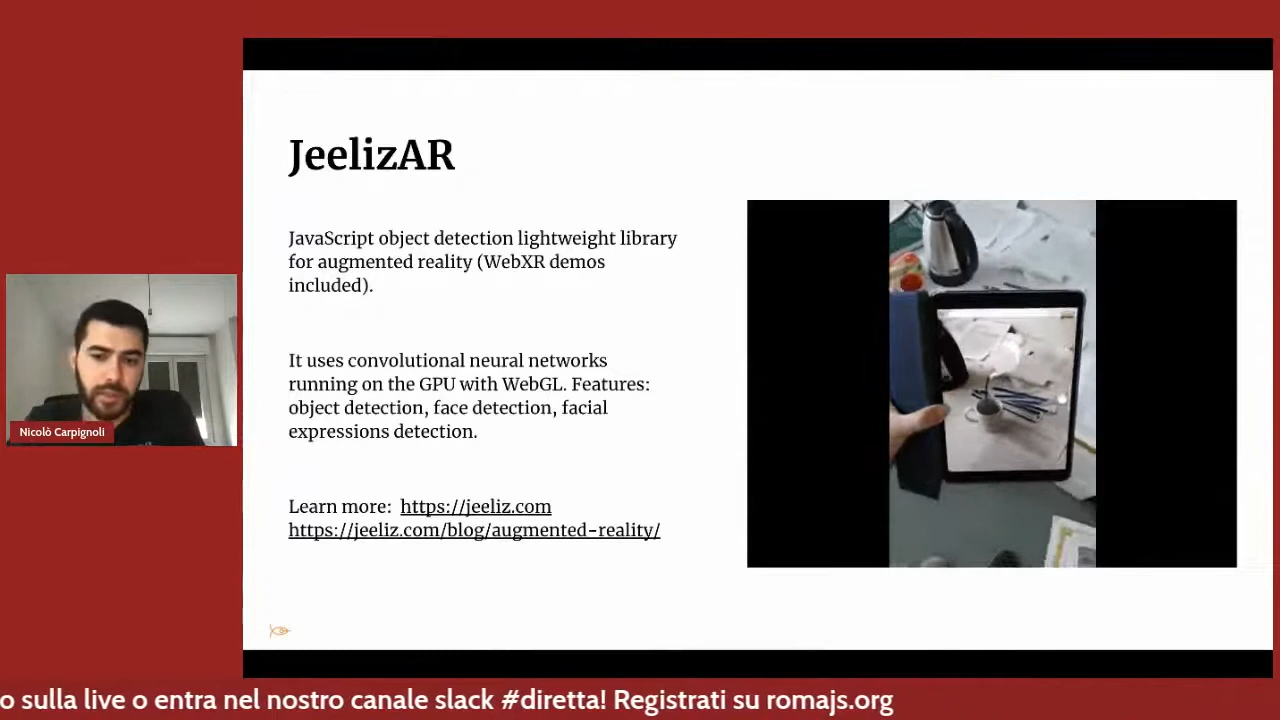 JeelizAR
JavaScript object detection lightweight library
for augmented reality (WebXR demos
included).
It uses convolutional neural networks
running on the GPU with WebGL. Features:
object detection, face detection, facial
expressions detection.
Learn more: https://jeeliz.com
https://jeeliz.com/blog/augmented-reality/
Nicolò Carpignoli
o sulla live o entra nel nostro canale slack #diretta! Registrati su romajs.org